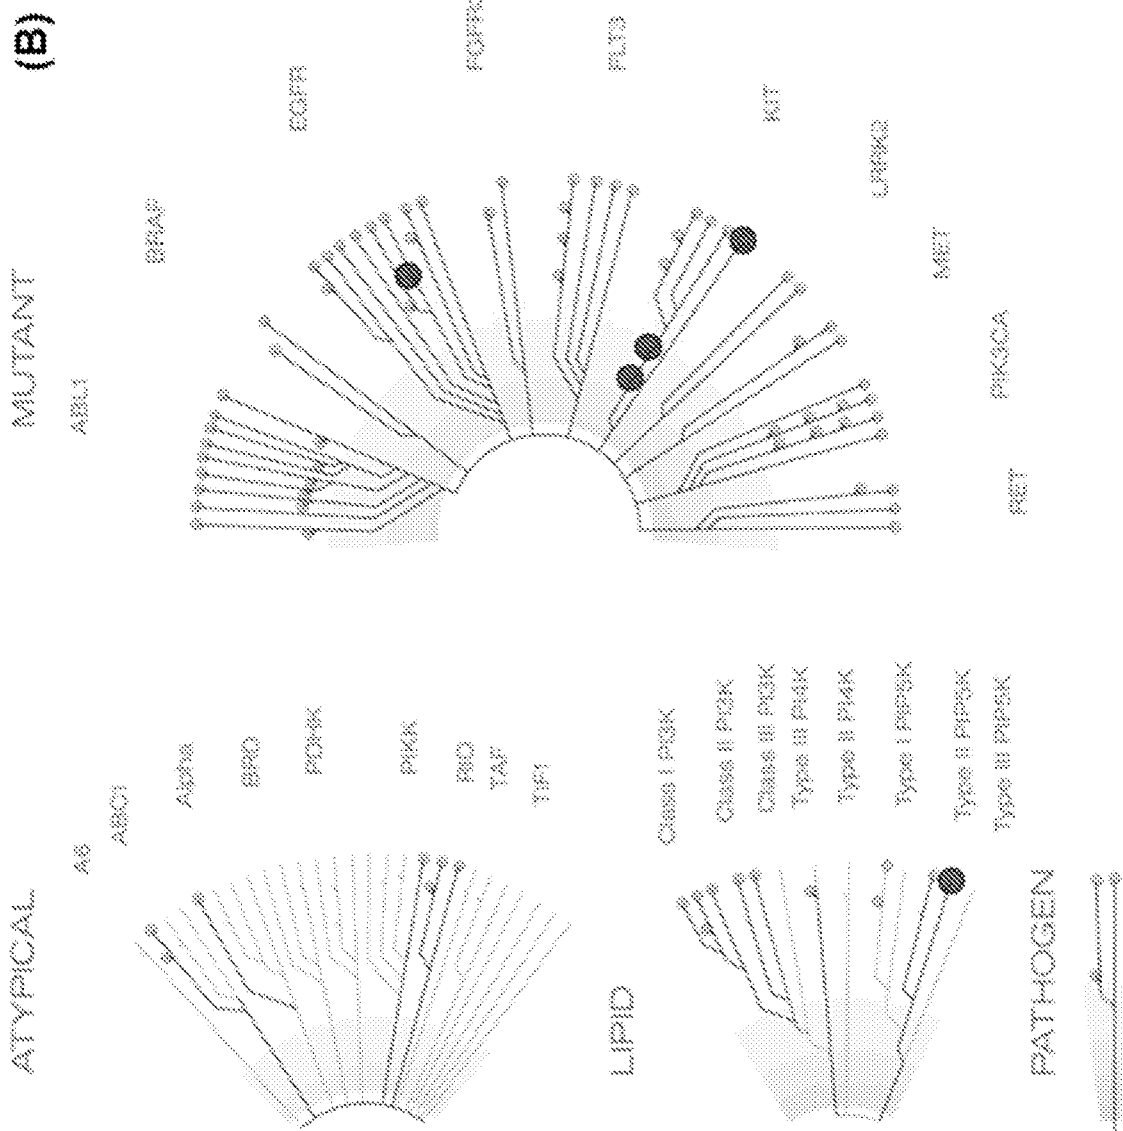 (B)
MUTANT
ABL1
BRAF
EGFR
FLT3
KIT
LRRK2
MET
PIK3CA
RET
ATYPICAL
A6
ABC1
Alpha
BRD
PDHK
PIKK
RIO
TAF
TIF1
LIPID
Class I PI3K
Class II PI3K
Class III PI3K
Type III PI4K
Type II PI4K
Type I PIP5K
Type II PIP5K
Type III PIP5K
PATHOGEN